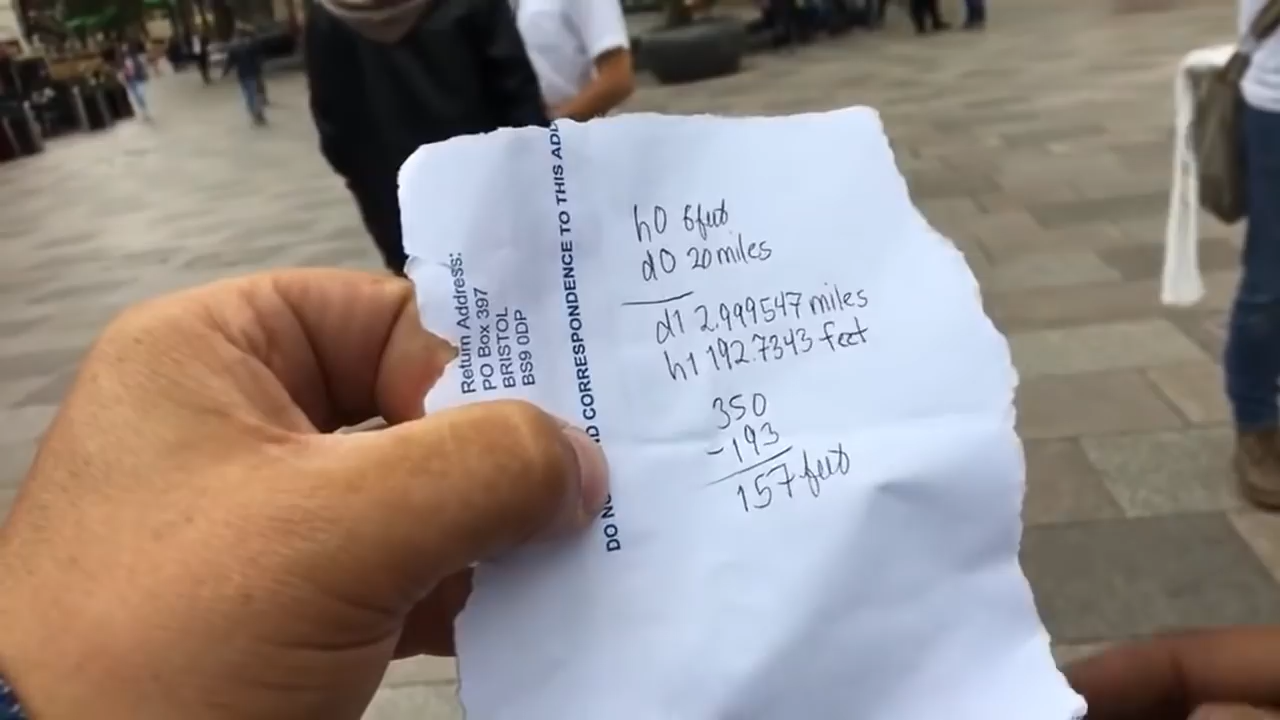 Return Address:
PO Box 397
BRISTOL
BS9 0DP
CORRESPONDENCE TO THIS
h0 6 feet
d0 20 miles
d1 2.999547 miles
h1 192.7343 feet
350
-193
157 feet